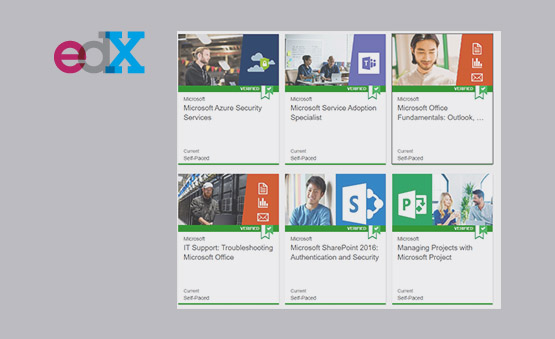 edX
VERIFIED
VERIFIED
VERIFIED
Microsoft
Microsoft Azure Security
Services
Current
Self-Paced
Microsoft
Microsoft Service Adoption
Specialist
Current
Self-Paced
Microsoft
Microsoft Office
Fundamentals: Outlook, ...
Current
Self-Paced
VERIFIED
S
VERIFIED
P
VERIFIED
Microsoft
IT Support: Troubleshooting
Microsoft Office
Current
Self-Paced
Microsoft
Microsoft SharePoint 2016:
Authentication and Security
Current
Self-Paced
Microsoft
Managing Projects with
Microsoft Project
Current
Self-Paced